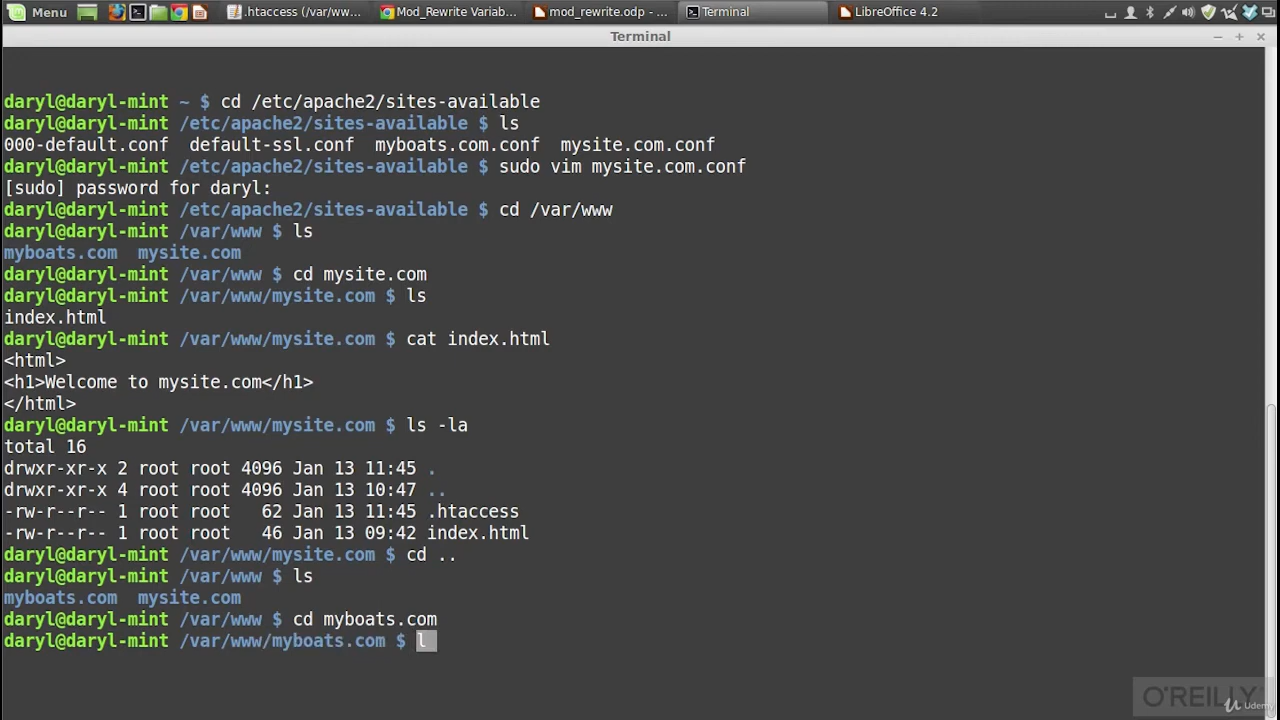 Menu .htaccess (/var/ww... Mod_Rewrite Variab... mod_rewrite.odp - ... Terminal LibreOffice 4.2
Terminal
daryl@daryl-mint ~ $ cd /etc/apache2/sites-available
daryl@daryl-mint /etc/apache2/sites-available $ ls
000-default.conf  default-ssl.conf  myboats.com.conf  mysite.com.conf
daryl@daryl-mint /etc/apache2/sites-available $ sudo vim mysite.com.conf
[sudo] password for daryl:
daryl@daryl-mint /etc/apache2/sites-available $ cd /var/www
daryl@daryl-mint /var/www $ ls
myboats.com  mysite.com
daryl@daryl-mint /var/www $ cd mysite.com
daryl@daryl-mint /var/www/mysite.com $ ls
index.html
daryl@daryl-mint /var/www/mysite.com $ cat index.html
<html>
<h1>Welcome to mysite.com</h1>
</html>
daryl@daryl-mint /var/www/mysite.com $ ls -la
total 16
drwxr-xr-x 2 root root 4096 Jan 13 11:45 .
drwxr-xr-x 4 root root 4096 Jan 13 10:47 ..
-rw-r--r-- 1 root root   62 Jan 13 11:45 .htaccess
-rw-r--r-- 1 root root   46 Jan 13 09:42 index.html
daryl@daryl-mint /var/www/mysite.com $ cd ..
daryl@daryl-mint /var/www $ ls
myboats.com  mysite.com
daryl@daryl-mint /var/www $ cd myboats.com
daryl@daryl-mint /var/www/myboats.com $ l
O'REILLY
Udemy